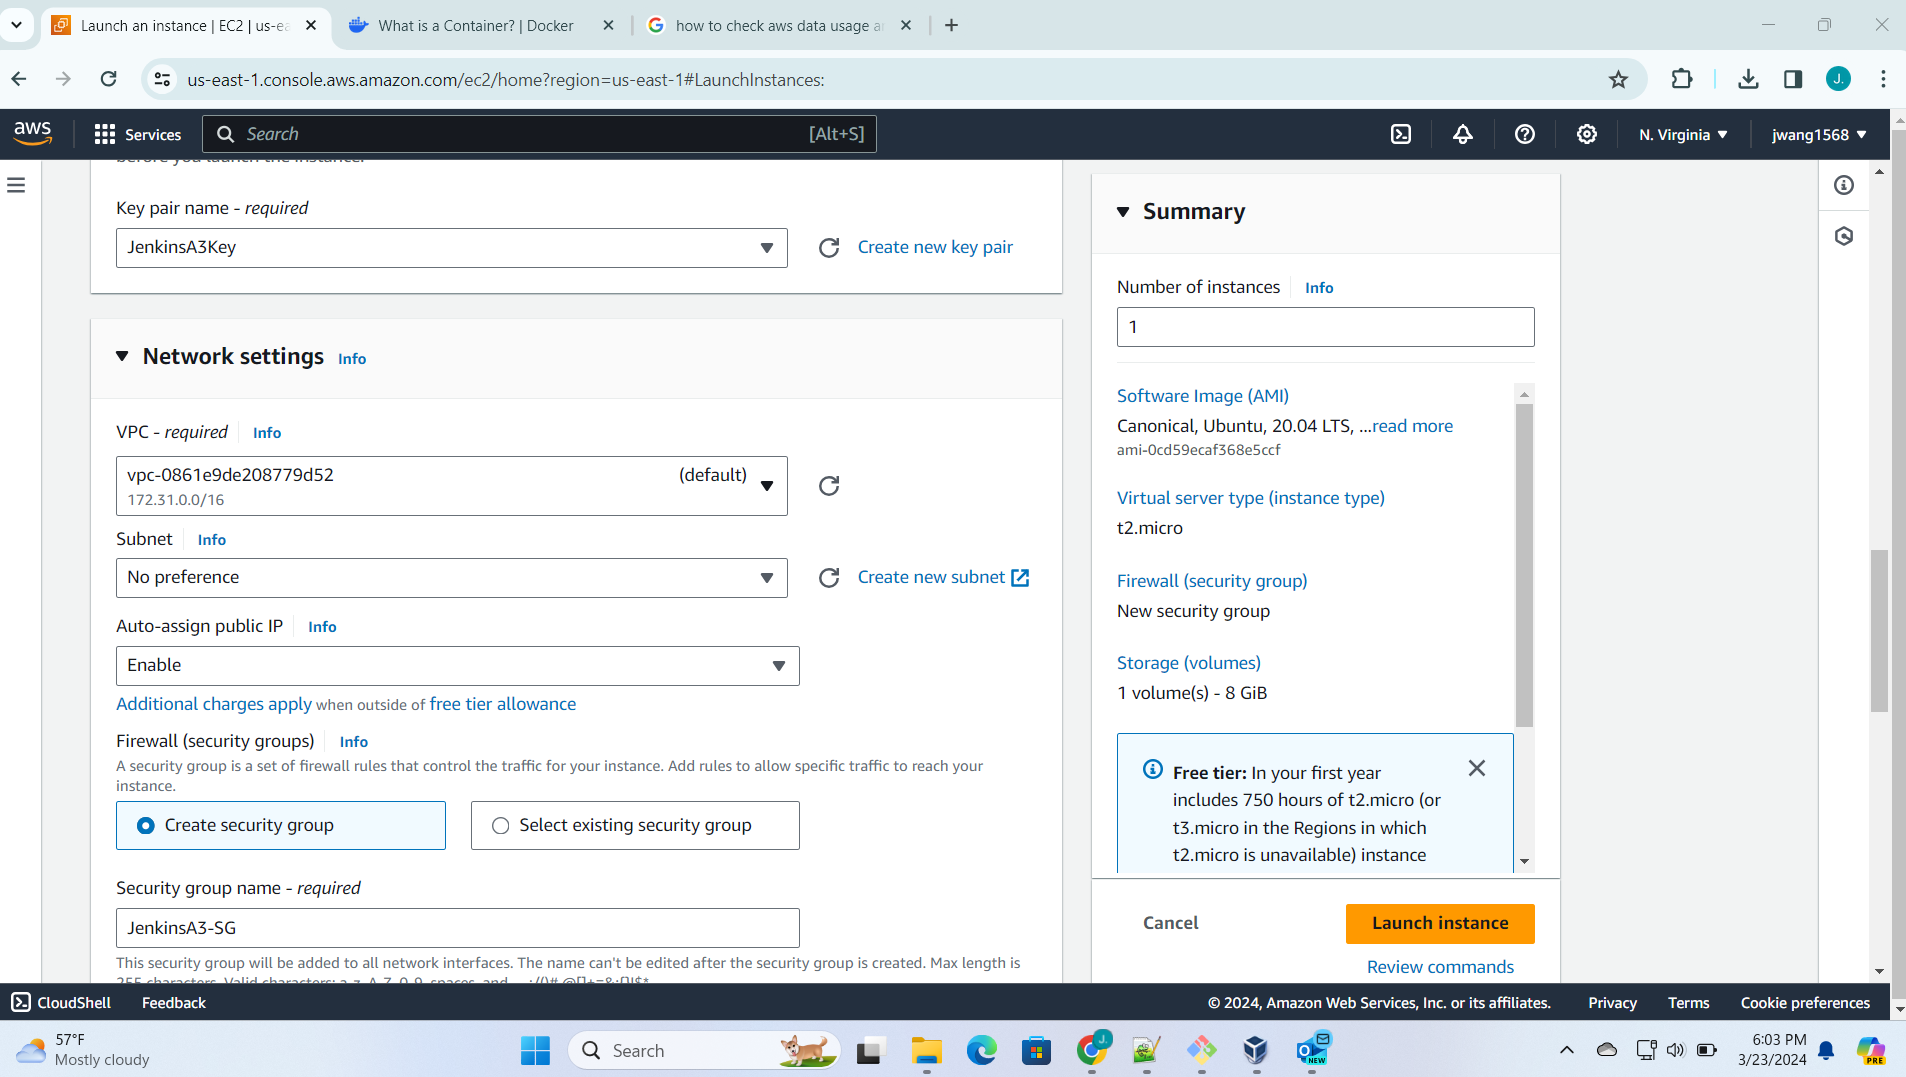 Launch an instance | EC2 | us-ea
What is a Container? | Docker
how to check aws data usage a
us-east-1.console.aws.amazon.com/ec2/home?region=us-east-1#LaunchInstances:
J.
aws
Services
Search
[Alt+S]
N. Virginia
jwang1568
before you launch the instance.
Key pair name - required
JenkinsA3Key
Create new key pair
Network settings Info
VPC - required Info
vpc-0861e9de208779d52 (default)
172.31.0.0/16
Subnet Info
No preference
Create new subnet
Auto-assign public IP Info
Enable
Additional charges apply when outside of free tier allowance
Firewall (security groups) Info
A security group is a set of firewall rules that control the traffic for your instance. Add rules to allow specific traffic to reach your
instance.
Create security group
Select existing security group
Security group name - required
JenkinsA3-SG
This security group will be added to all network interfaces. The name can't be edited after the security group is created. Max length is
Summary
Number of instances Info
1
Software Image (AMI)
Canonical, Ubuntu, 20.04 LTS, ...read more
ami-0cd59ecaf368e5ccf
Virtual server type (instance type)
t2.micro
Firewall (security group)
New security group
Storage (volumes)
1 volume(s) - 8 GiB
Free tier: In your first year
includes 750 hours of t2.micro (or
t3.micro in the Regions in which
t2.micro is unavailable) instance
Cancel
Launch instance
Review commands
CloudShell
Feedback
© 2024, Amazon Web Services, Inc. or its affiliates.
Privacy
Terms
Cookie preferences
57°F
Mostly cloudy
Search
J
NEW
6:03 PM
3/23/2024
PRE